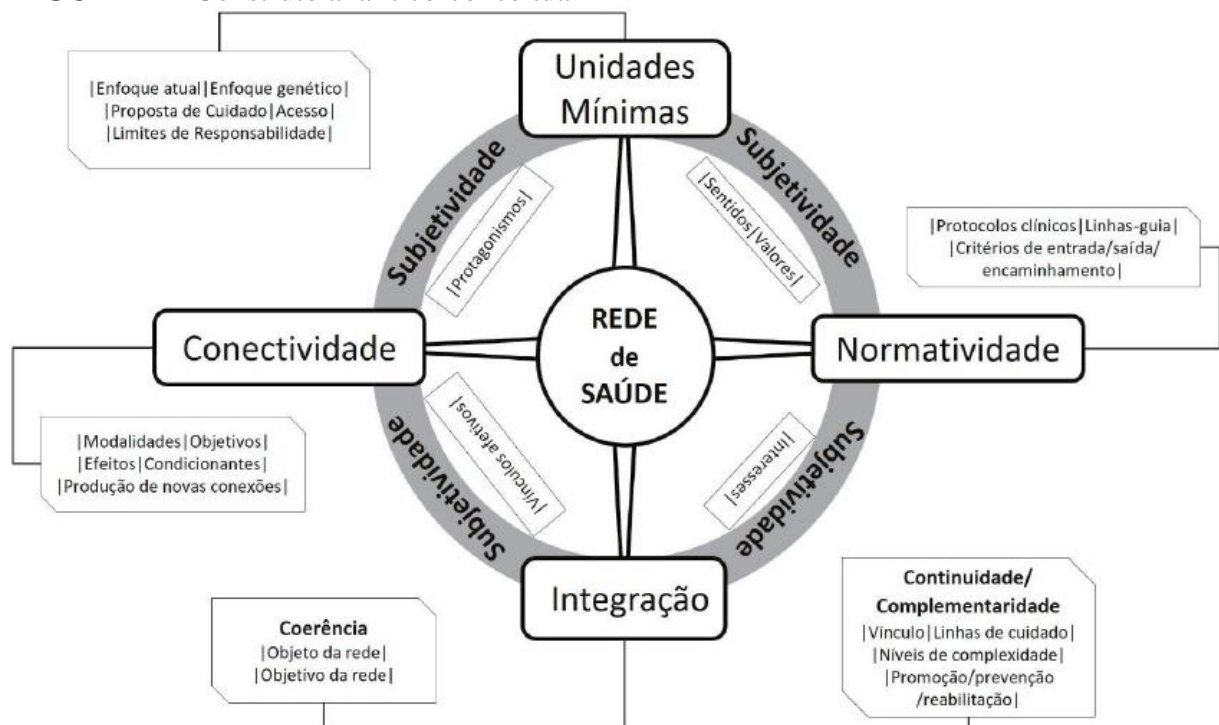 Unidades
Mínimas
|Enfoque atual|Enfoque genético|
|Proposta de Cuidado|Acesso|
|Limites de Responsabilidade|
Subjetividade
Subjetividade
|Protagonismos|
|Sentidos|Valores|
|Protocolos clínicos|Linhas-guia|
|Critérios de entrada/saída/
encaminhamento|
Conectividade
REDE
de
SAÚDE
Normatividade
|Modalidades|Objetivos|
|Efeitos|Condicionantes|
|Produção de novas conexões|
|Vínculos afetivos|
|Interesses|
Subjetividade
Subjetividade
Integração
Coerência
|Objeto da rede|
|Objetivo da rede|
Continuidade/
Complementaridade
|Vínculo|Linhas de cuidado|
|Níveis de complexidade|
|Promoção/prevenção
/reabilitação|